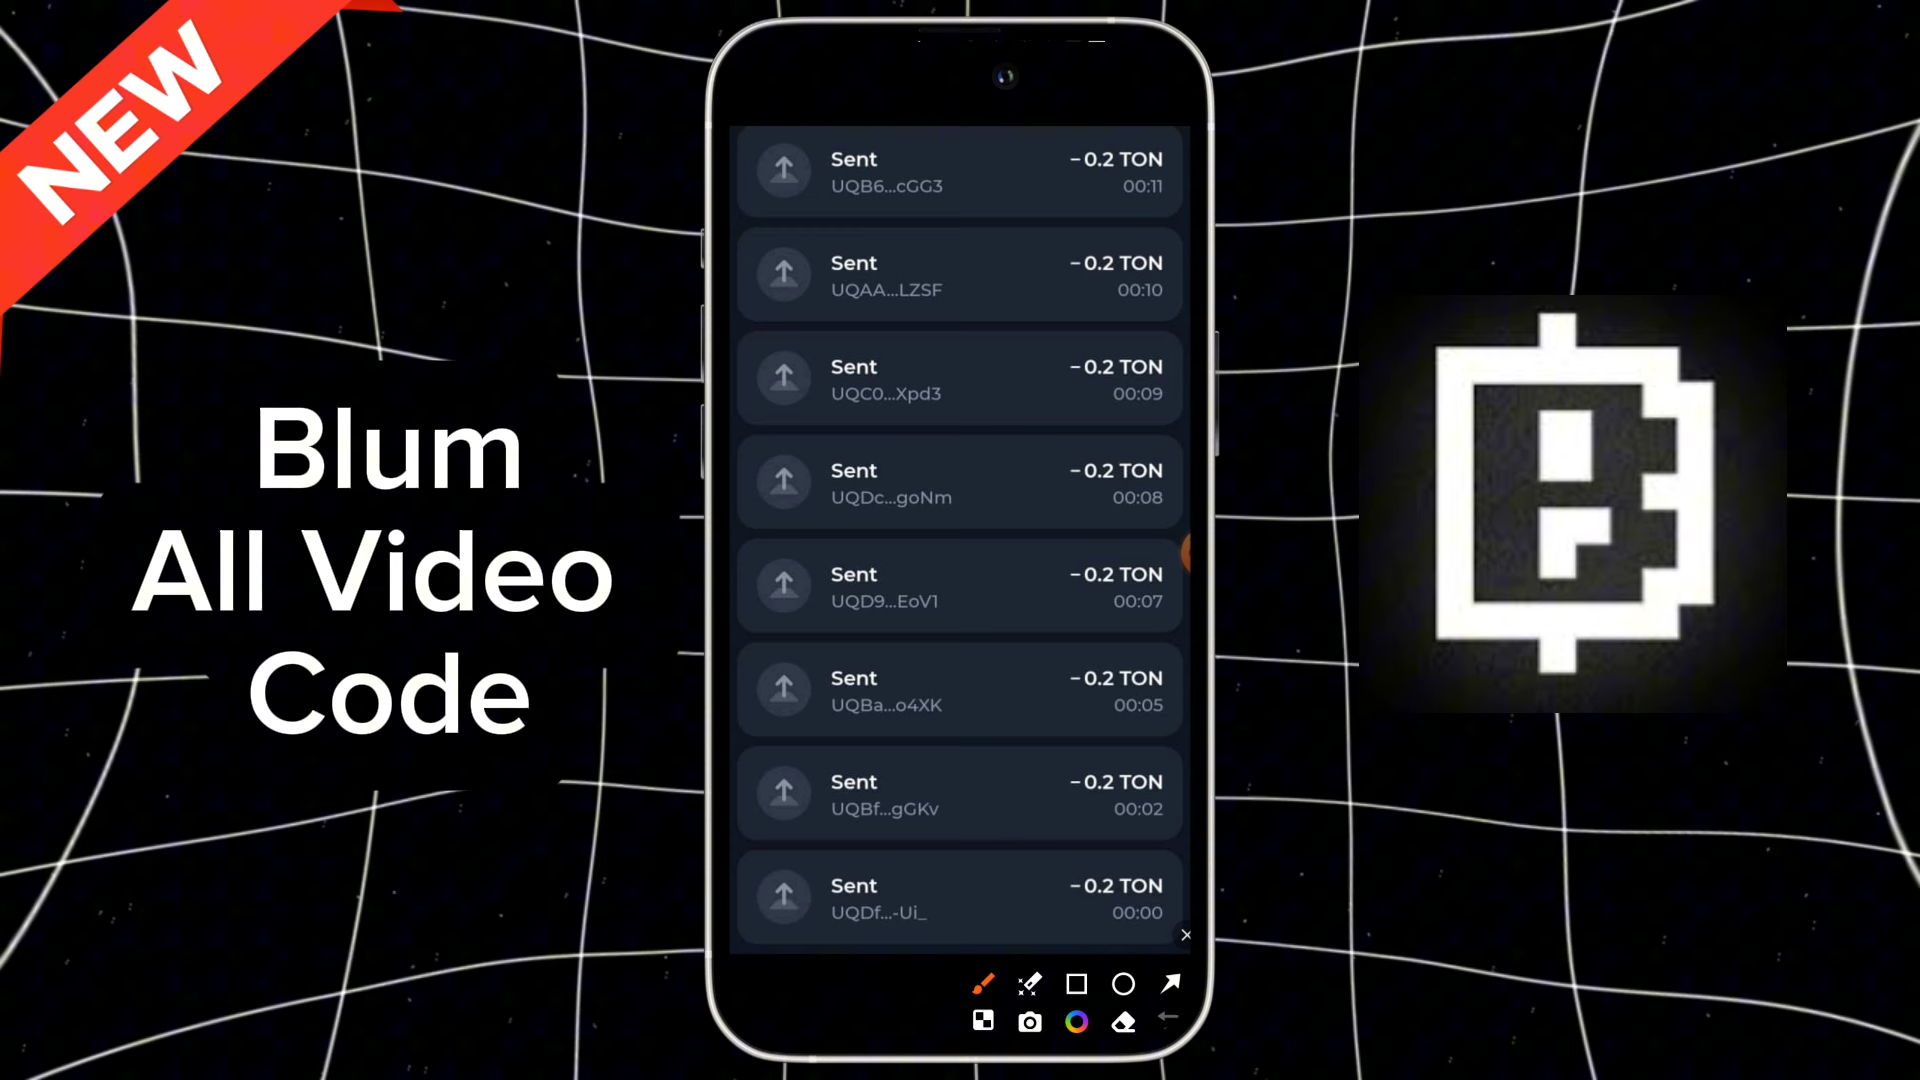 NEW
Blum
All Video
Code
Sent -0.2 TON
UQB6...cGG3 00:11
Sent -0.2 TON
UQAA...LZSF 00:10
Sent -0.2 TON
UQC0...Xpd3 00:09
Sent -0.2 TON
UQDc...goNm 00:08
Sent -0.2 TON
UQD9...EoV1 00:07
Sent -0.2 TON
UQBa...o4XK 00:05
Sent -0.2 TON
UQBf...gGKv 00:02
Sent -0.2 TON
UQDf...-Ui_ 00:00